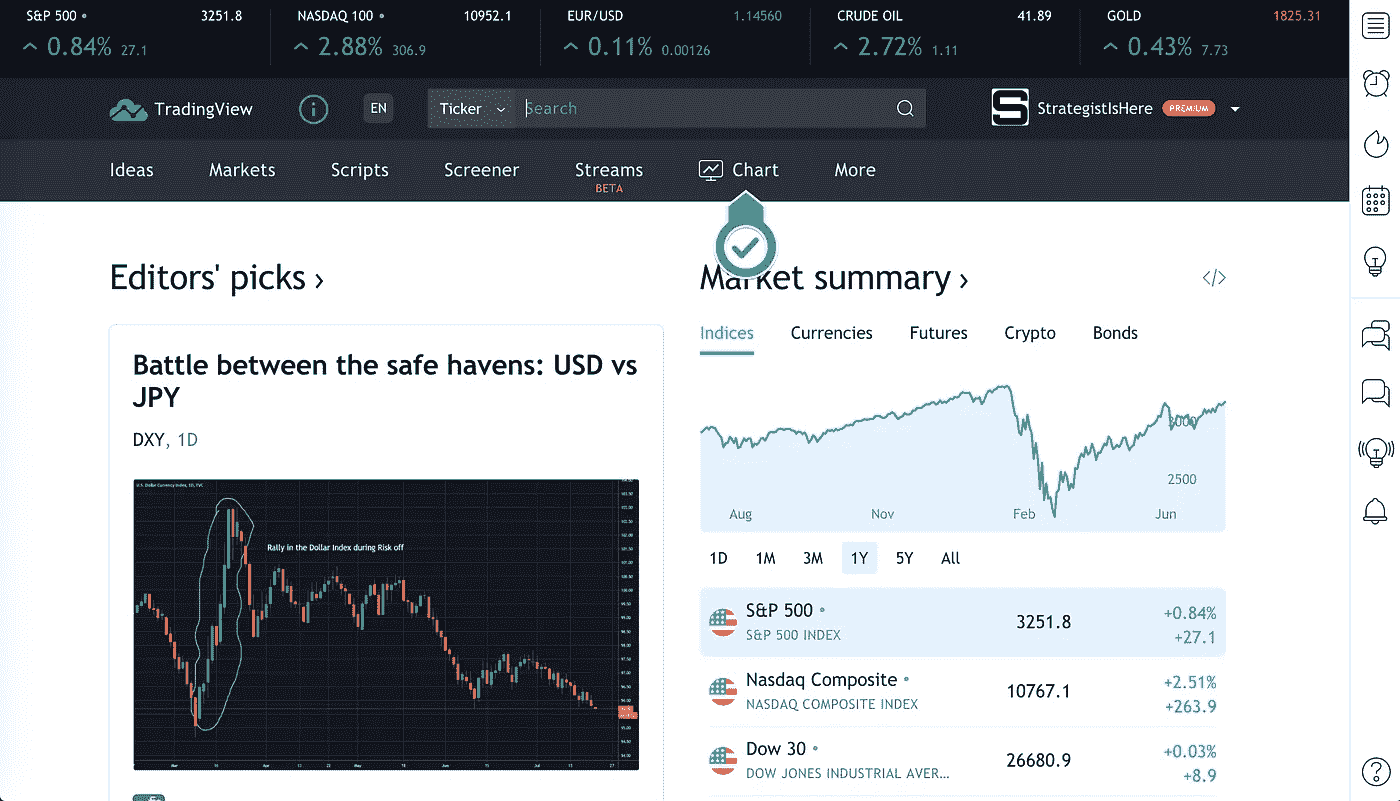 S&P 500 3251.8
0.84% 27.1
NASDAQ 100 10952.1
2.88% 306.9
EUR/USD 1.14560
0.11% 0.00126
CRUDE OIL 41.89
2.72% 1.11
GOLD 1825.31
0.43% 7.73
TradingView
EN
Ticker
Search
StrategistIsHere PREMIUM
Ideas Markets Scripts Screener Streams Chart More
BETA
Editors' picks ›
Battle between the safe havens: USD vs
JPY
DXY, 1D
U.S. Dollar Currency Index, 1D, TVC
Rally in the Dollar Index during Risk off
Market summary ›
</>
Indices Currencies Futures Crypto Bonds
3000
2500
Aug Nov Feb Jun
1D 1M 3M 1Y 5Y All
S&P 500 3251.8 +0.84%
S&P 500 INDEX +27.1
Nasdaq Composite 10767.1 +2.51%
NASDAQ COMPOSITE INDEX +263.9
Dow 30 26680.9 +0.03%
DOW JONES INDUSTRIAL AVER... +8.9